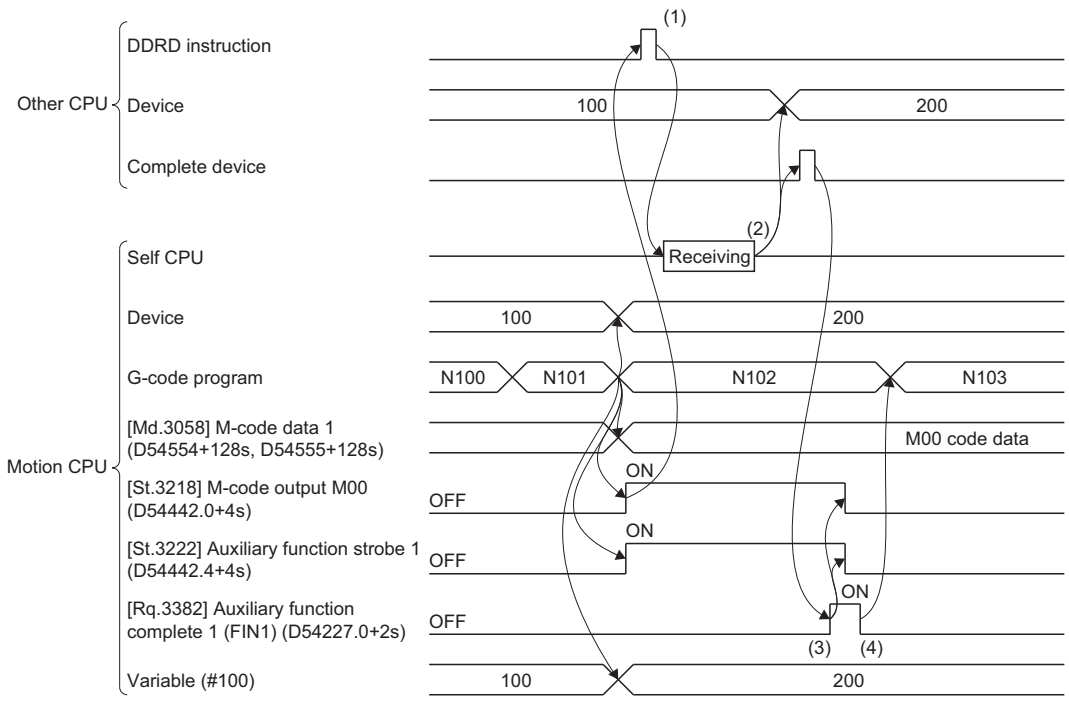 (1)
DDRD instruction
Other CPU
Device
100
200
Complete device
(2)
Self CPU
Receiving
Device
100
200
G-code program
N100
N101
N102
N103
[Md.3058] M-code data 1
(D54554+128s, D54555+128s)
M00 code data
Motion CPU
[St.3218] M-code output M00
(D54442.0+4s)
OFF
ON
[St.3222] Auxiliary function strobe 1
(D54442.4+4s)
OFF
ON
[Rq.3382] Auxiliary function
complete 1 (FIN1) (D54227.0+2s)
OFF
ON
(3)
(4)
Variable (#100)
100
200